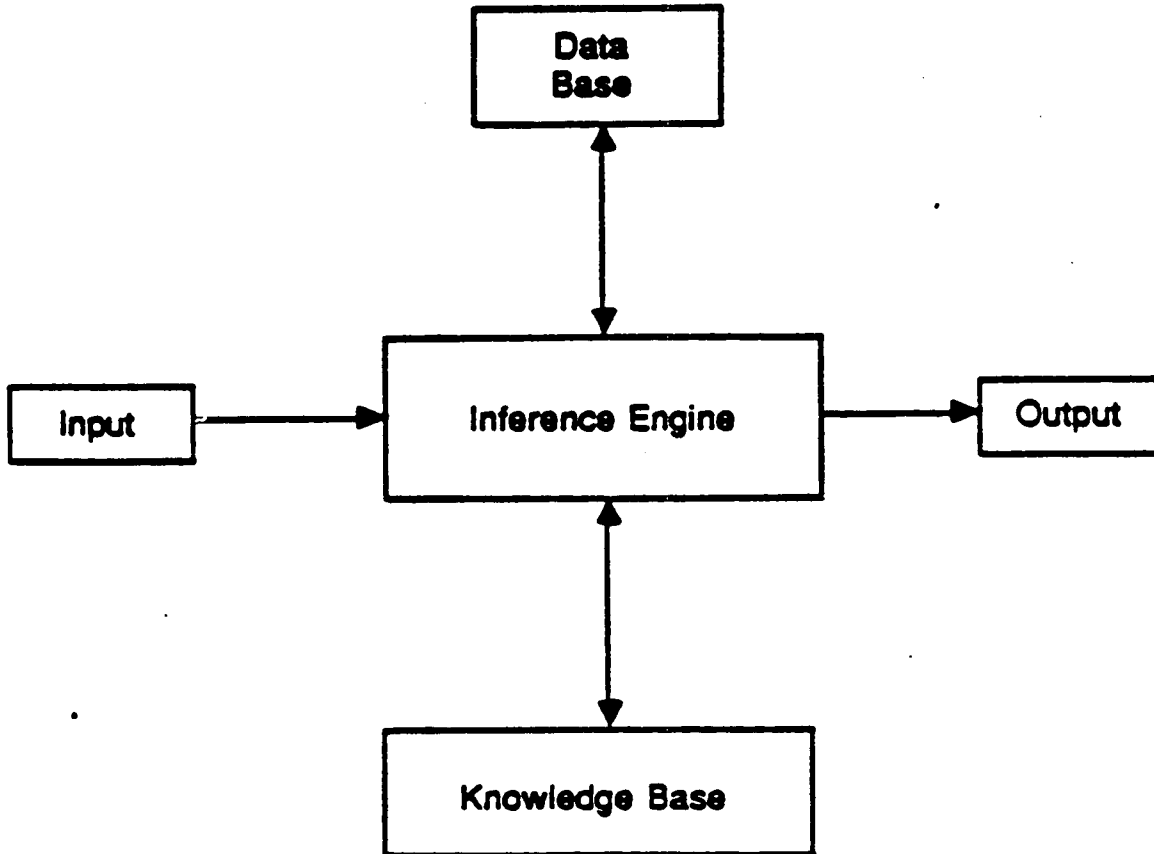 Data
Base
Input
Inference Engine
Output
Knowledge Base